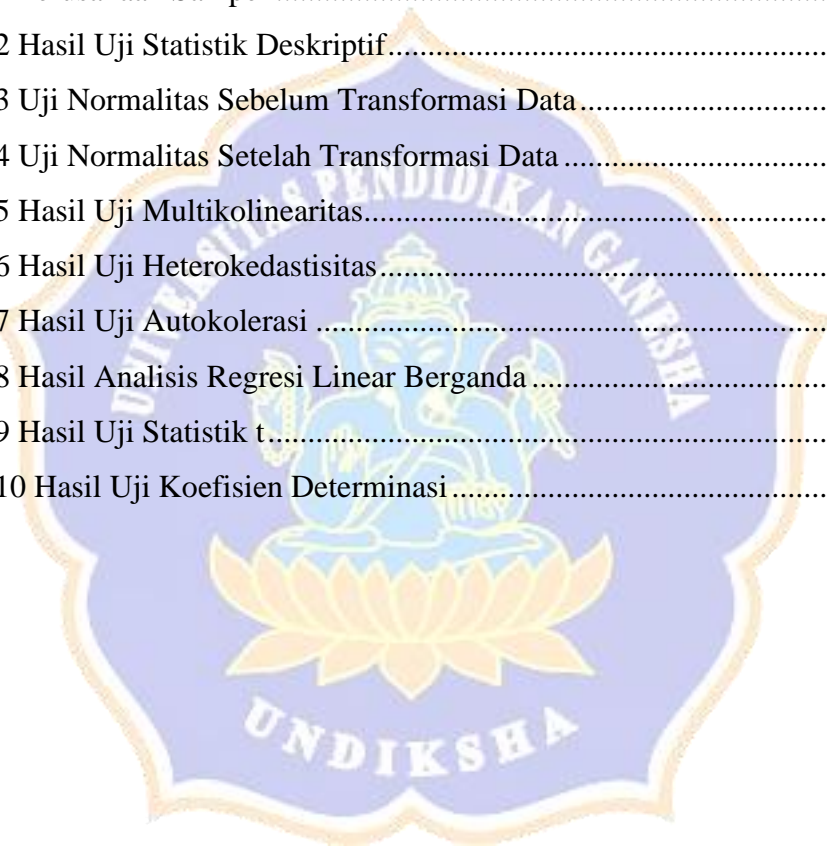 2 Hasil Uji Statistik Deskriptif
3 Uji Normalitas Sebelum Transformasi Data
4 Uji Normalitas Setelah Transformasi Data
5 Hasil Uji Multikolinearitas
6 Hasil Uji Heterokedastisitas
7 Hasil Uji Autokolerasi
8 Hasil Analisis Regresi Linear Berganda
9 Hasil Uji Statistik t
10 Hasil Uji Koefisien Determinasi
UNIVERSITAS PENDIDIKAN GANESHA
UNDIKSHA